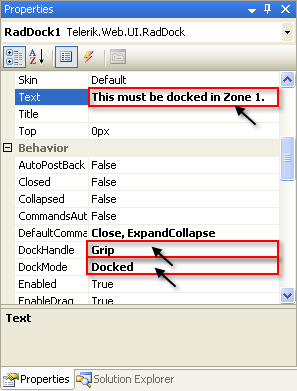 Properties
RadDock1 Telerik.Web.UI.RadDock
Skin Default
Text This must be docked in Zone 1.
Title
Top 0px
Behavior
AutoPostBack False
Closed False
Collapsed False
CommandsAut False
DefaultComma Close, ExpandCollapse
DockHandle Grip
DockMode Docked
Enabled True
EnableDrag True
Text
Properties Solution Explorer